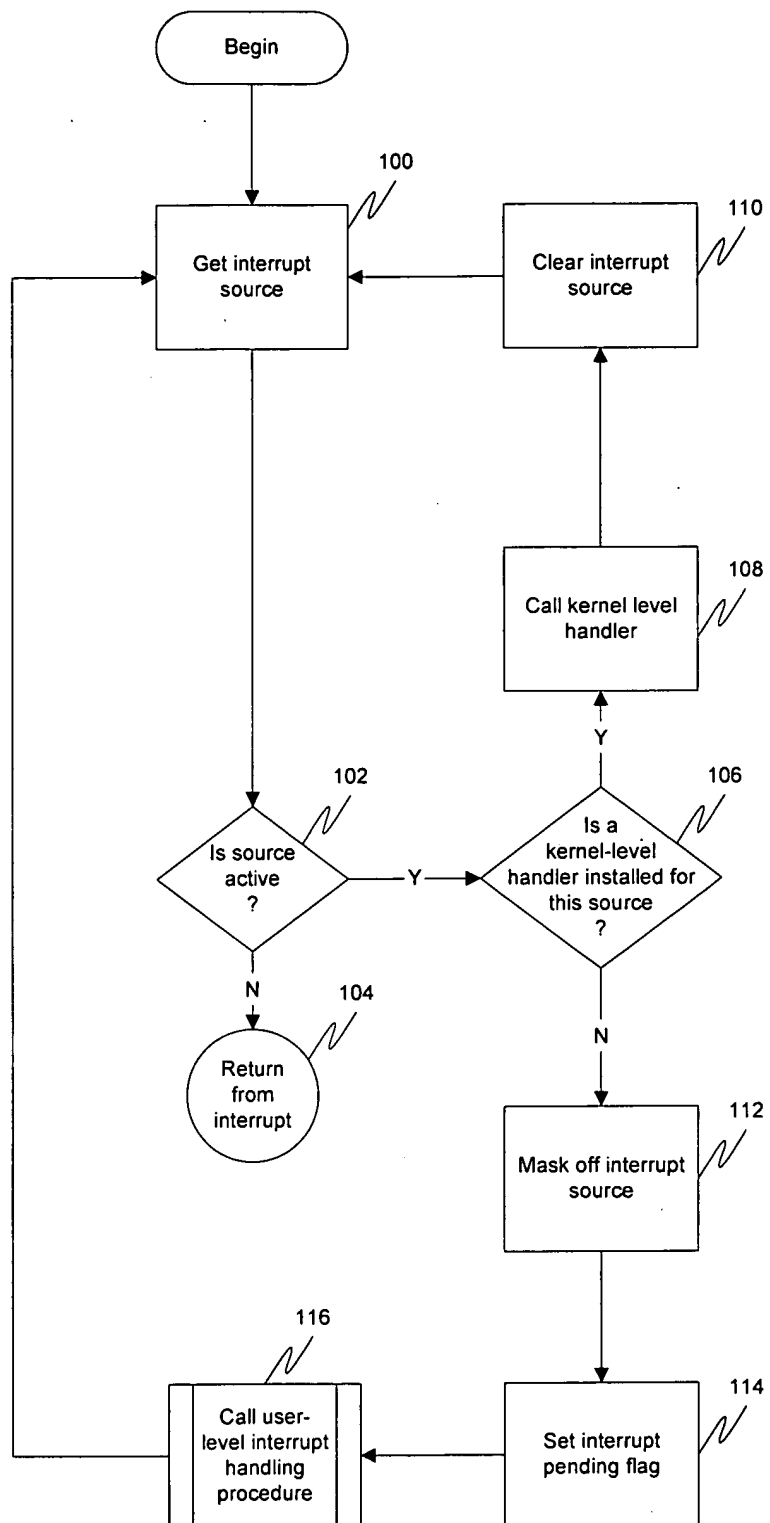 Begin
100
Get interrupt
source
110
Clear interrupt
source
108
Call kernel level
handler
Y
102
Is source
active
?
Y
106
Is a
kernel-level
handler installed for
this source
?
N
104
Return
from
interrupt
N
112
Mask off interrupt
source
116
Call user-
level interrupt
handling
procedure
114
Set interrupt
pending flag